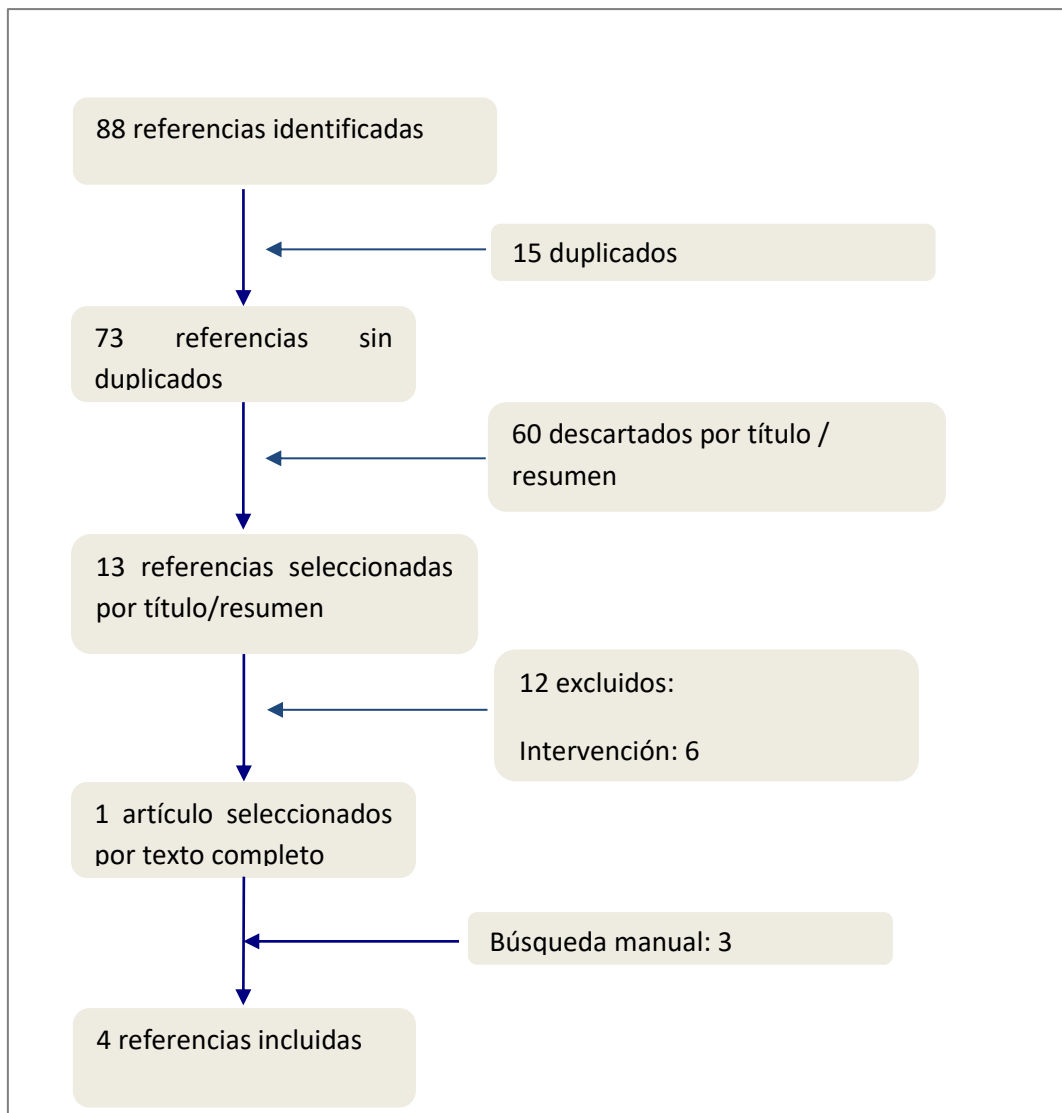 88 referencias identificadas
15 duplicados
73 referencias sin
duplicados
60 descartados por título /
resumen
13 referencias seleccionadas
por título/resumen
12 excluidos:
Intervención: 6
1 artículo seleccionados
por texto completo
Búsqueda manual: 3
4 referencias incluidas